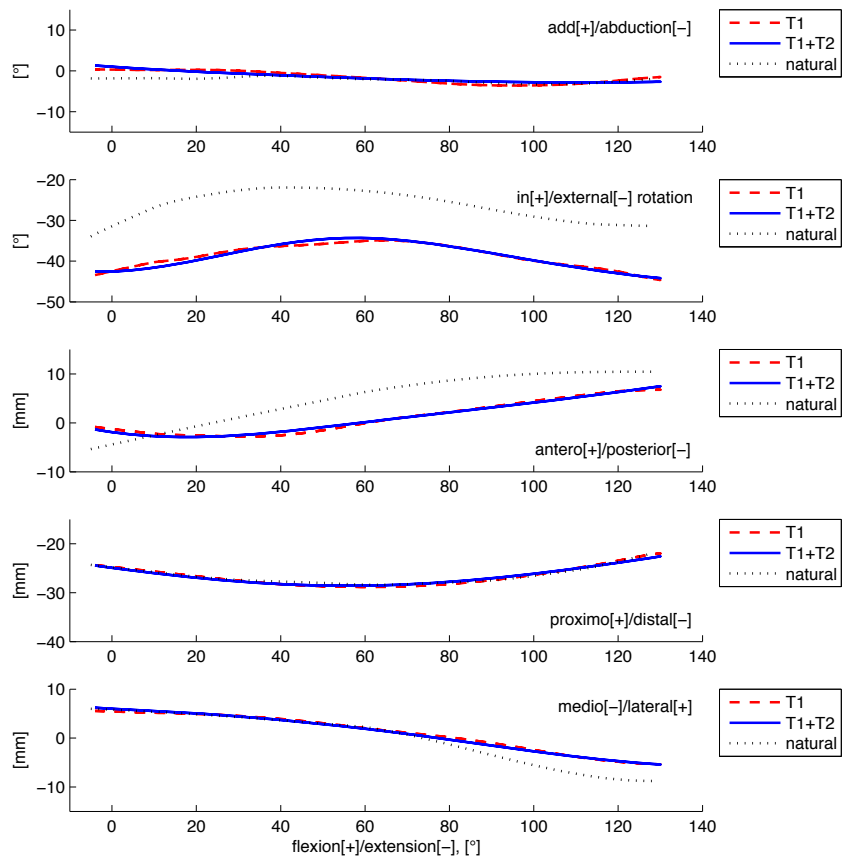 add[+]/abduction[−]
[°]
10
0
−10
0 20 40 60 80 100 120 140
T1
T1+T2
natural
in[+]/external[−] rotation
[°]
−20
−30
−40
−50
0 20 40 60 80 100 120 140
T1
T1+T2
natural
antero[+]/posterior[−]
[mm]
10
0
−10
0 20 40 60 80 100 120 140
T1
T1+T2
natural
proximo[+]/distal[−]
[mm]
−20
−30
−40
0 20 40 60 80 100 120 140
T1
T1+T2
natural
medio[−]/lateral[+]
[mm]
10
0
−10
0 20 40 60 80 100 120 140
T1
T1+T2
natural
flexion[+]/extension[−], [°]